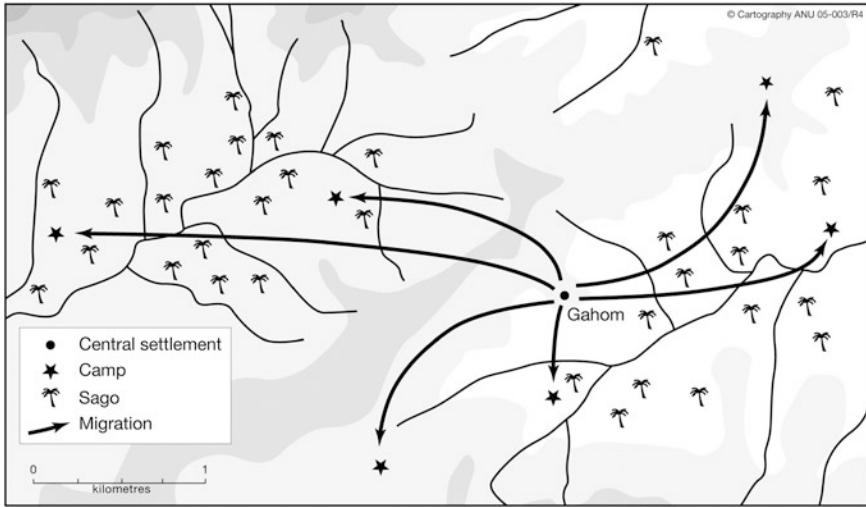 © Cartography ANU 05-003/R4
Gahom
Central settlement
Camp
Sago
Migration
0 1
kilometres